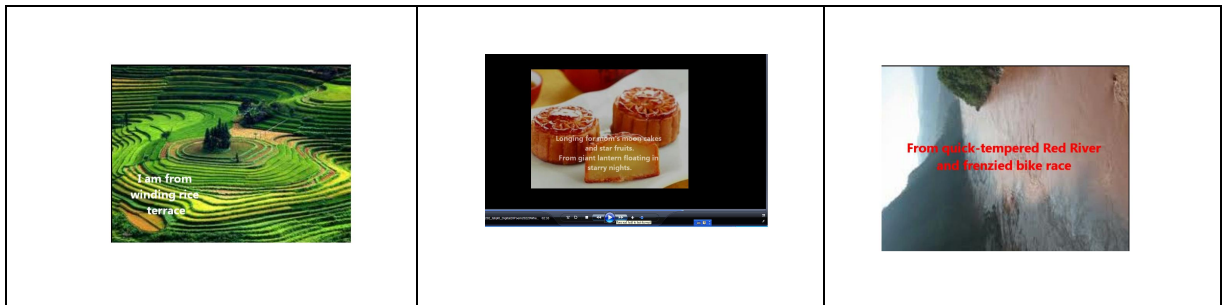 I am from
winding rice
terrace
Longing for mom's moon cakes
and star fruits.
From giant lantern floating in
starry nights.
From quick-tempered Red River
and frenzied bike race